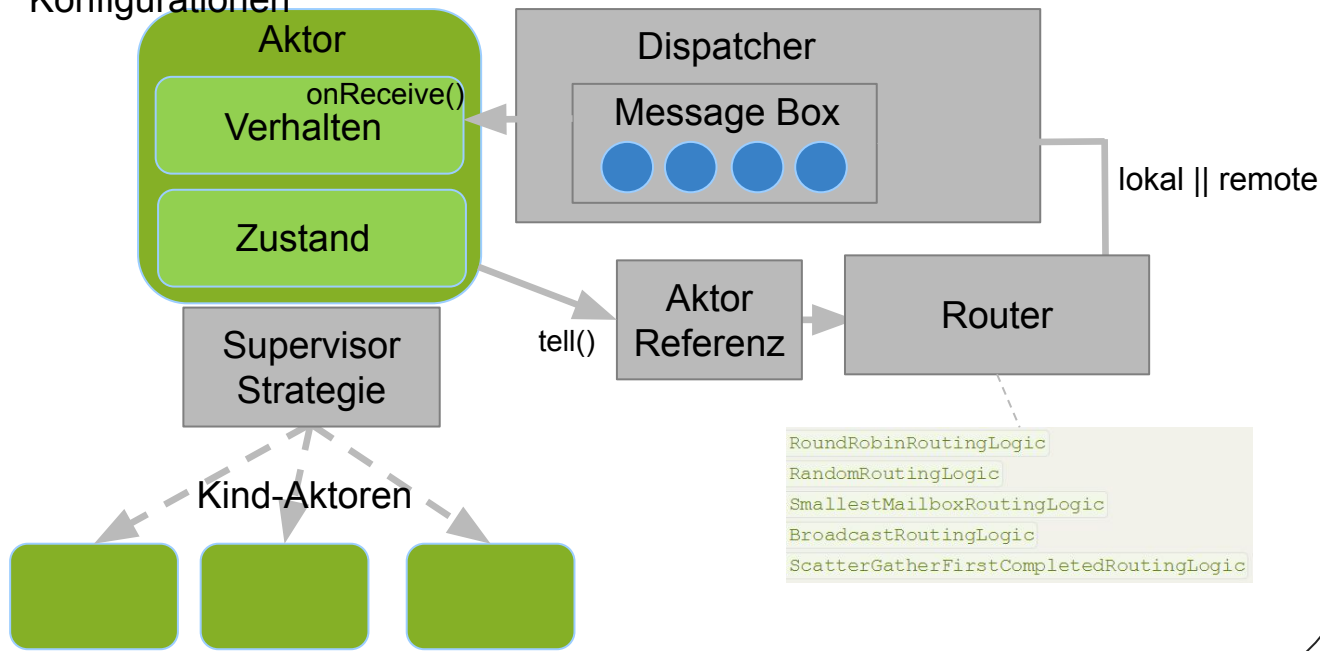 Konfigurationen
Aktor
onReceive()
Verhalten
Zustand
Dispatcher
Message Box
lokal || remote
tell()
Aktor
Referenz
Router
Supervisor
Strategie
Kind-Aktoren
RoundRobinRoutingLogic
RandomRoutingLogic
SmallestMailboxRoutingLogic
BroadcastRoutingLogic
ScatterGatherFirstCompletedRoutingLogic